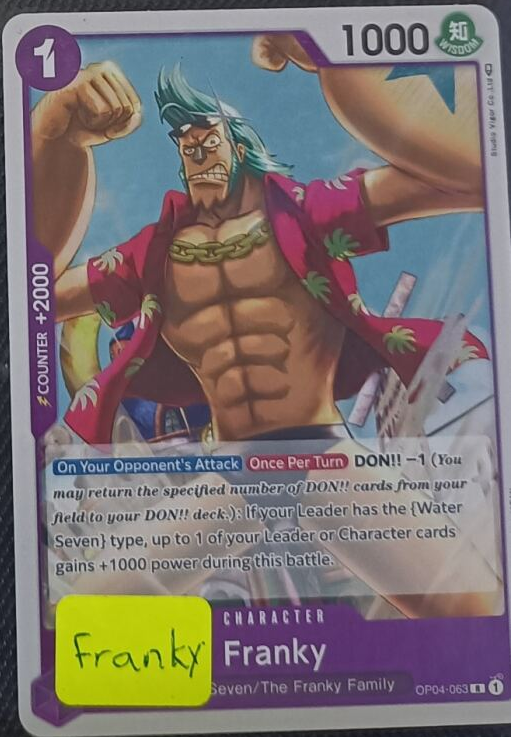 1
1000
知
WISDOM
COUNTER +2000
On Your Opponent's Attack Once Per Turn DON!! −1 (You
may return the specified number of DON!! cards from your
field to your DON!! deck.): If your Leader has the {Water
Seven} type, up to 1 of your Leader or Character cards
gains +1000 power during this battle.
CHARACTER
Franky
Franky
Seven/The Franky Family
OP04-063 R 1